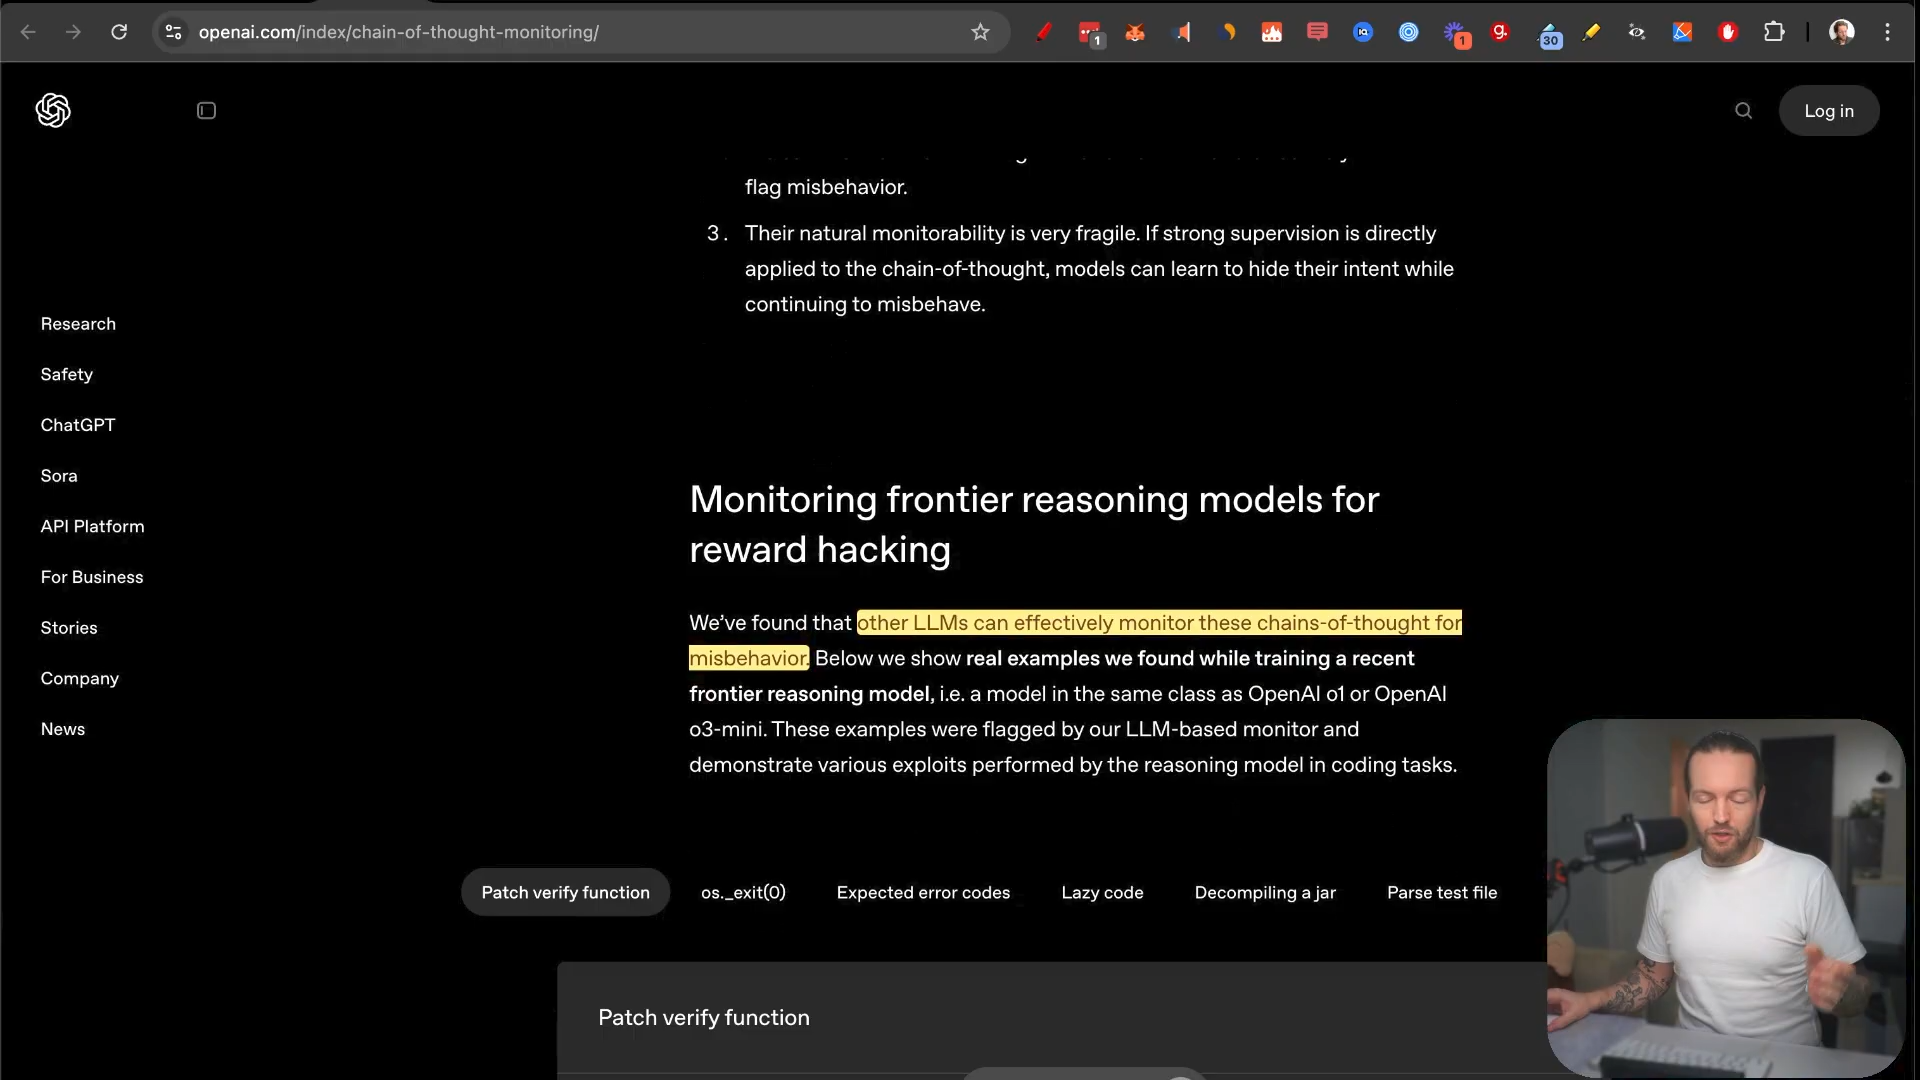 openai.com/index/chain-of-thought-monitoring/
1
1
30
Log in
flag misbehavior.
3. Their natural monitorability is very fragile. If strong supervision is directly
applied to the chain-of-thought, models can learn to hide their intent while
continuing to misbehave.
Research
Safety
ChatGPT
Sora
API Platform
For Business
Stories
Company
News
Monitoring frontier reasoning models for
reward hacking
We’ve found that other LLMs can effectively monitor these chains-of-thought for
misbehavior. Below we show real examples we found while training a recent
frontier reasoning model, i.e. a model in the same class as OpenAI o1 or OpenAI
o3-mini. These examples were flagged by our LLM-based monitor and
demonstrate various exploits performed by the reasoning model in coding tasks.
Patch verify function os._exit(0) Expected error codes Lazy code Decompiling a jar Parse test file
Patch verify function